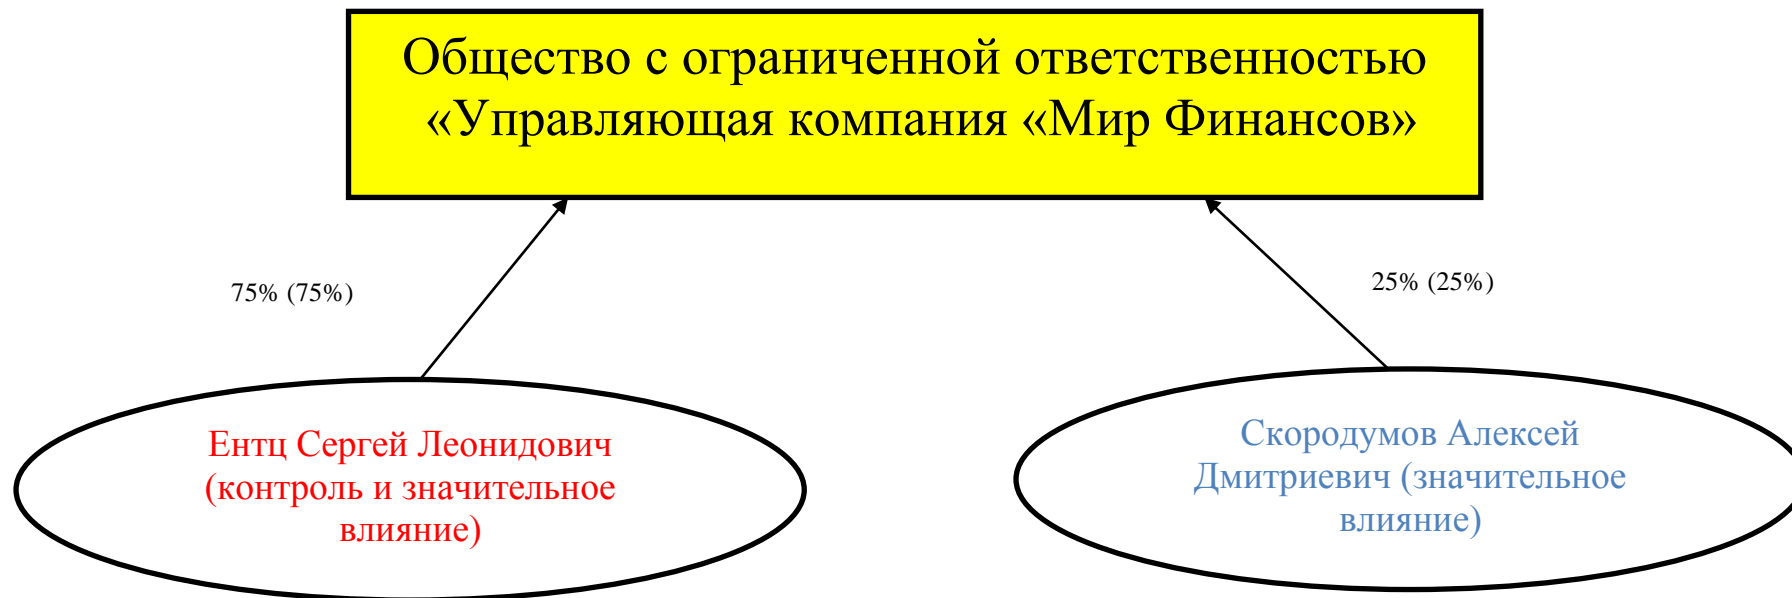 Общество с ограниченной ответственностью
«Управляющая компания «Мир Финансов»
75% (75%)
25% (25%)
Ентц Сергей Леонидович
(контроль и значительное
влияние)
Скородумов Алексей
Дмитриевич (значительное
влияние)